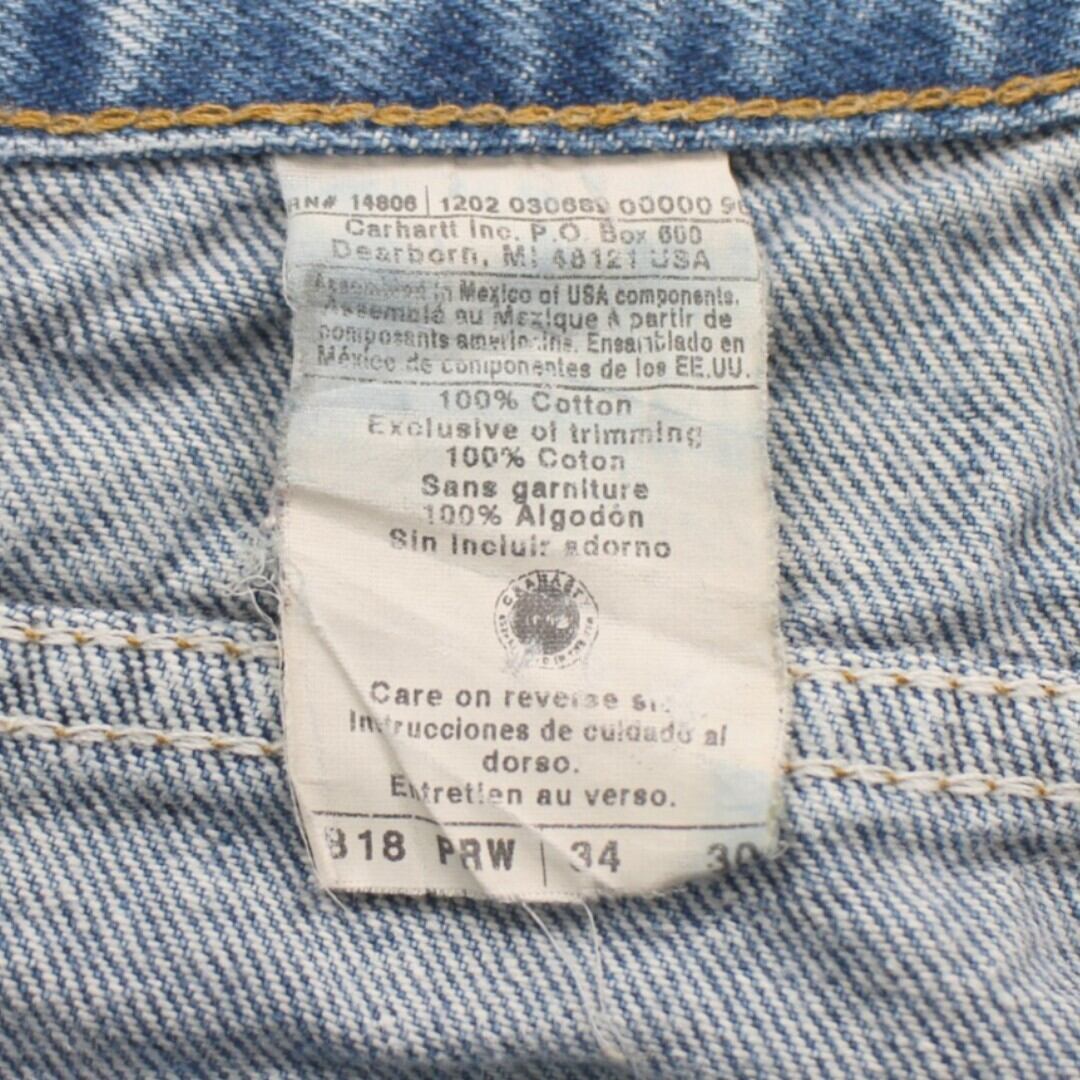 RN# 14806 | 1202 030689 00000
Carhartt Inc. P.O. Box 600
Dearborn, MI 48121 USA
Assembled in Mexico of USA components.
Assemblé au Mexique à partir de
composants américains. Ensamblado en
México de componentes de los EE.UU.
100% Cotton
Exclusive of trimming
100% Coton
Sans garniture
100% Algodón
Sin incluir adorno
CARHARTT
Care on reverse
Instrucciones de cuidado al
dorso.
Entretien au verso.
B18 PRW | 34 30